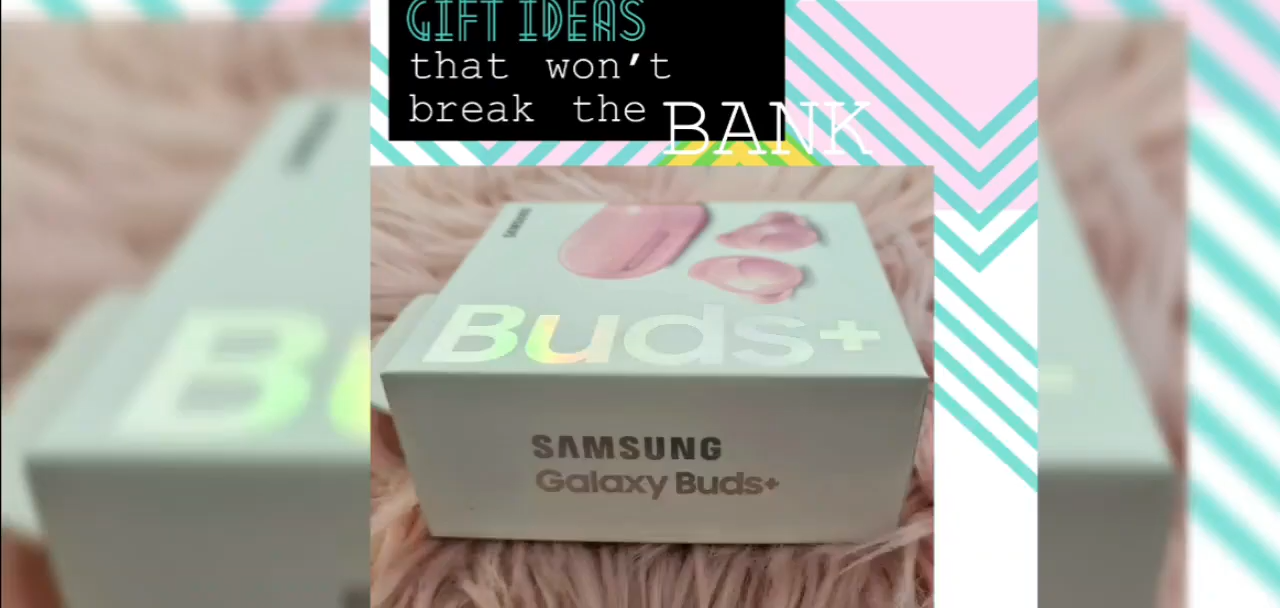 GIFT IDEAS
that won't
break the BANK
SAMSUNG
Buds+
SAMSUNG
Galaxy Buds+